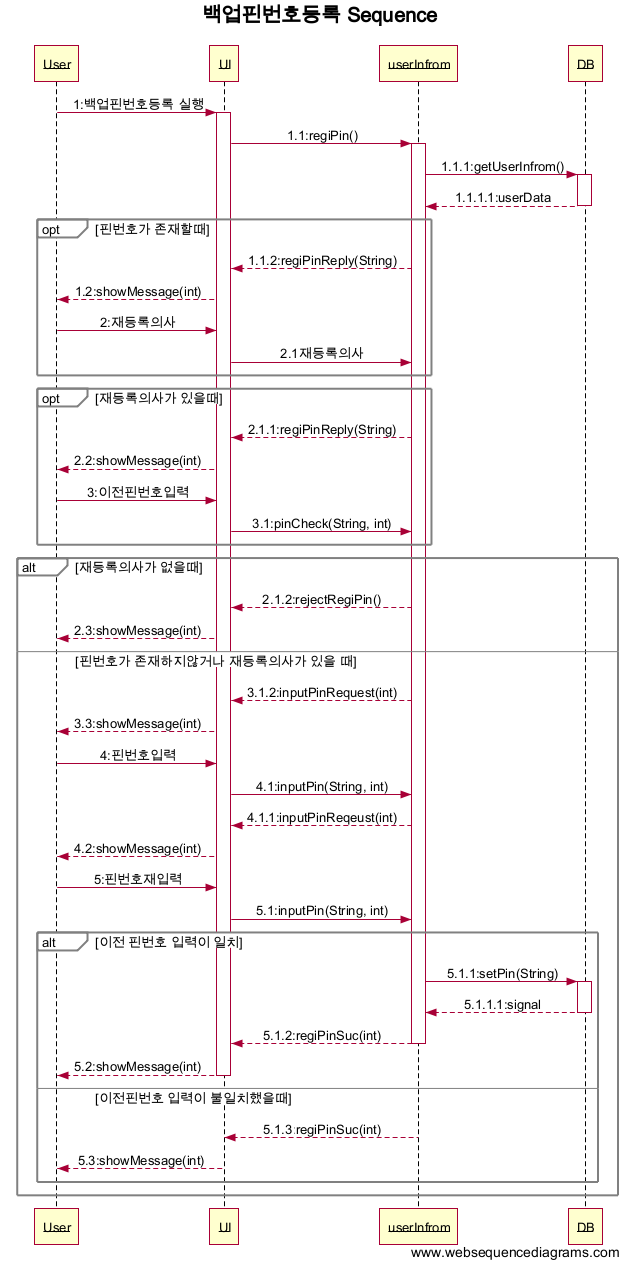 백업핀번호등록 Sequence
User UI userInfrom DB
1:백업핀번호등록 실행
1.1:regiPin()
1.1.1:getUserInfrom()
1.1.1.1:userData
opt [핀번호가 존재할때]
1.1.2:regiPinReply(String)
1.2:showMessage(int)
2:재등록의사
2.1재등록의사
opt [재등록의사가 있을때]
2.1.1:regiPinReply(String)
2.2:showMessage(int)
3:이전핀번호입력
3.1:pinCheck(String, int)
alt [재등록의사가 없을때]
2.1.2:rejectRegiPin()
2.3:showMessage(int)
[핀번호가 존재하지않거나 재등록의사가 있을 때]
3.1.2:inputPinRequest(int)
3.3:showMessage(int)
4:핀번호입력
4.1:inputPin(String, int)
4.1.1:inputPinReqeust(int)
4.2:showMessage(int)
5:핀번호재입력
5.1:inputPin(String, int)
alt [이전 핀번호 입력이 일치]
5.1.1:setPin(String)
5.1.1.1:signal
5.1.2:regiPinSuc(int)
5.2:showMessage(int)
[이전핀번호 입력이 불일치했을때]
5.1.3:regiPinSuc(int)
5.3:showMessage(int)
User UI userInfrom DB
www.websequencediagrams.com